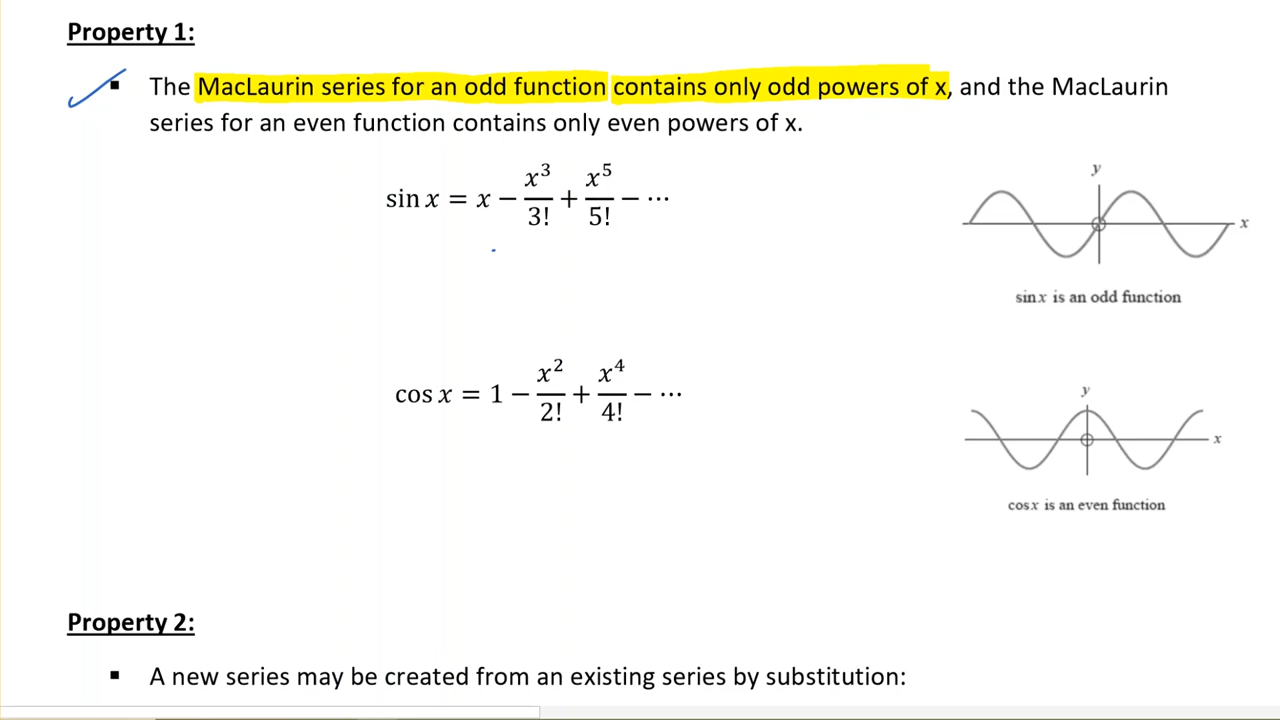 Property 1:
▪ The MacLaurin series for an odd function contains only odd powers of x, and the MacLaurin
series for an even function contains only even powers of x.
sin x = x − x³/3! + x⁵/5! − ⋯
y
x
sinx is an odd function
cos x = 1 − x²/2! + x⁴/4! − ⋯
y
x
cosx is an even function
Property 2:
▪ A new series may be created from an existing series by substitution: